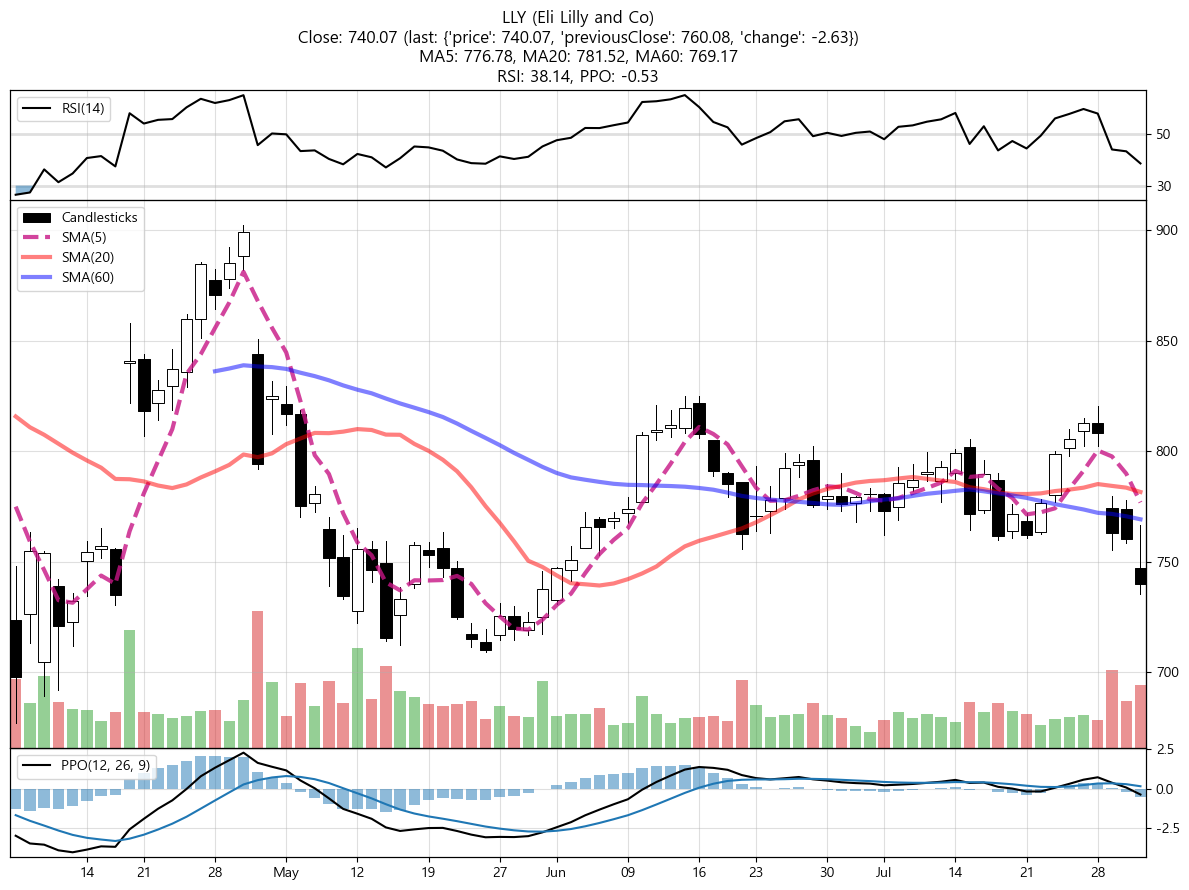 LLY (Eli Lilly and Co)
Close: 740.07 (last: {'price': 740.07, 'previousClose': 760.08, 'change': -2.63})
MA5: 776.78, MA20: 781.52, MA60: 769.17
RSI: 38.14, PPO: -0.53
RSI(14)
50
30
Candlesticks
SMA(5)
SMA(20)
SMA(60)
900
850
800
750
700
PPO(12, 26, 9)
2.5
0.0
-2.5
14 21 28 May 12 19 27 Jun 09 16 23 30 Jul 14 21 28